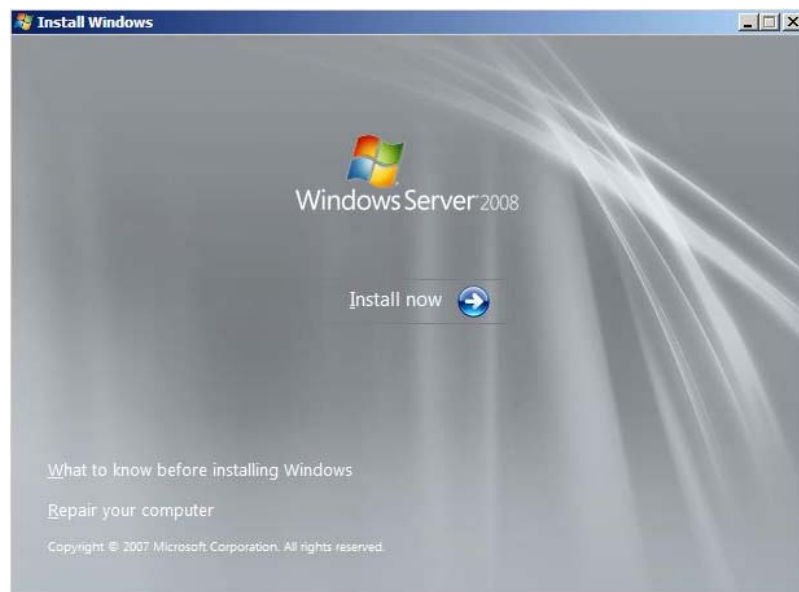 Install Windows
Windows Server 2008
Install now
What to know before installing Windows
Repair your computer
Copyright © 2007 Microsoft Corporation. All rights reserved.